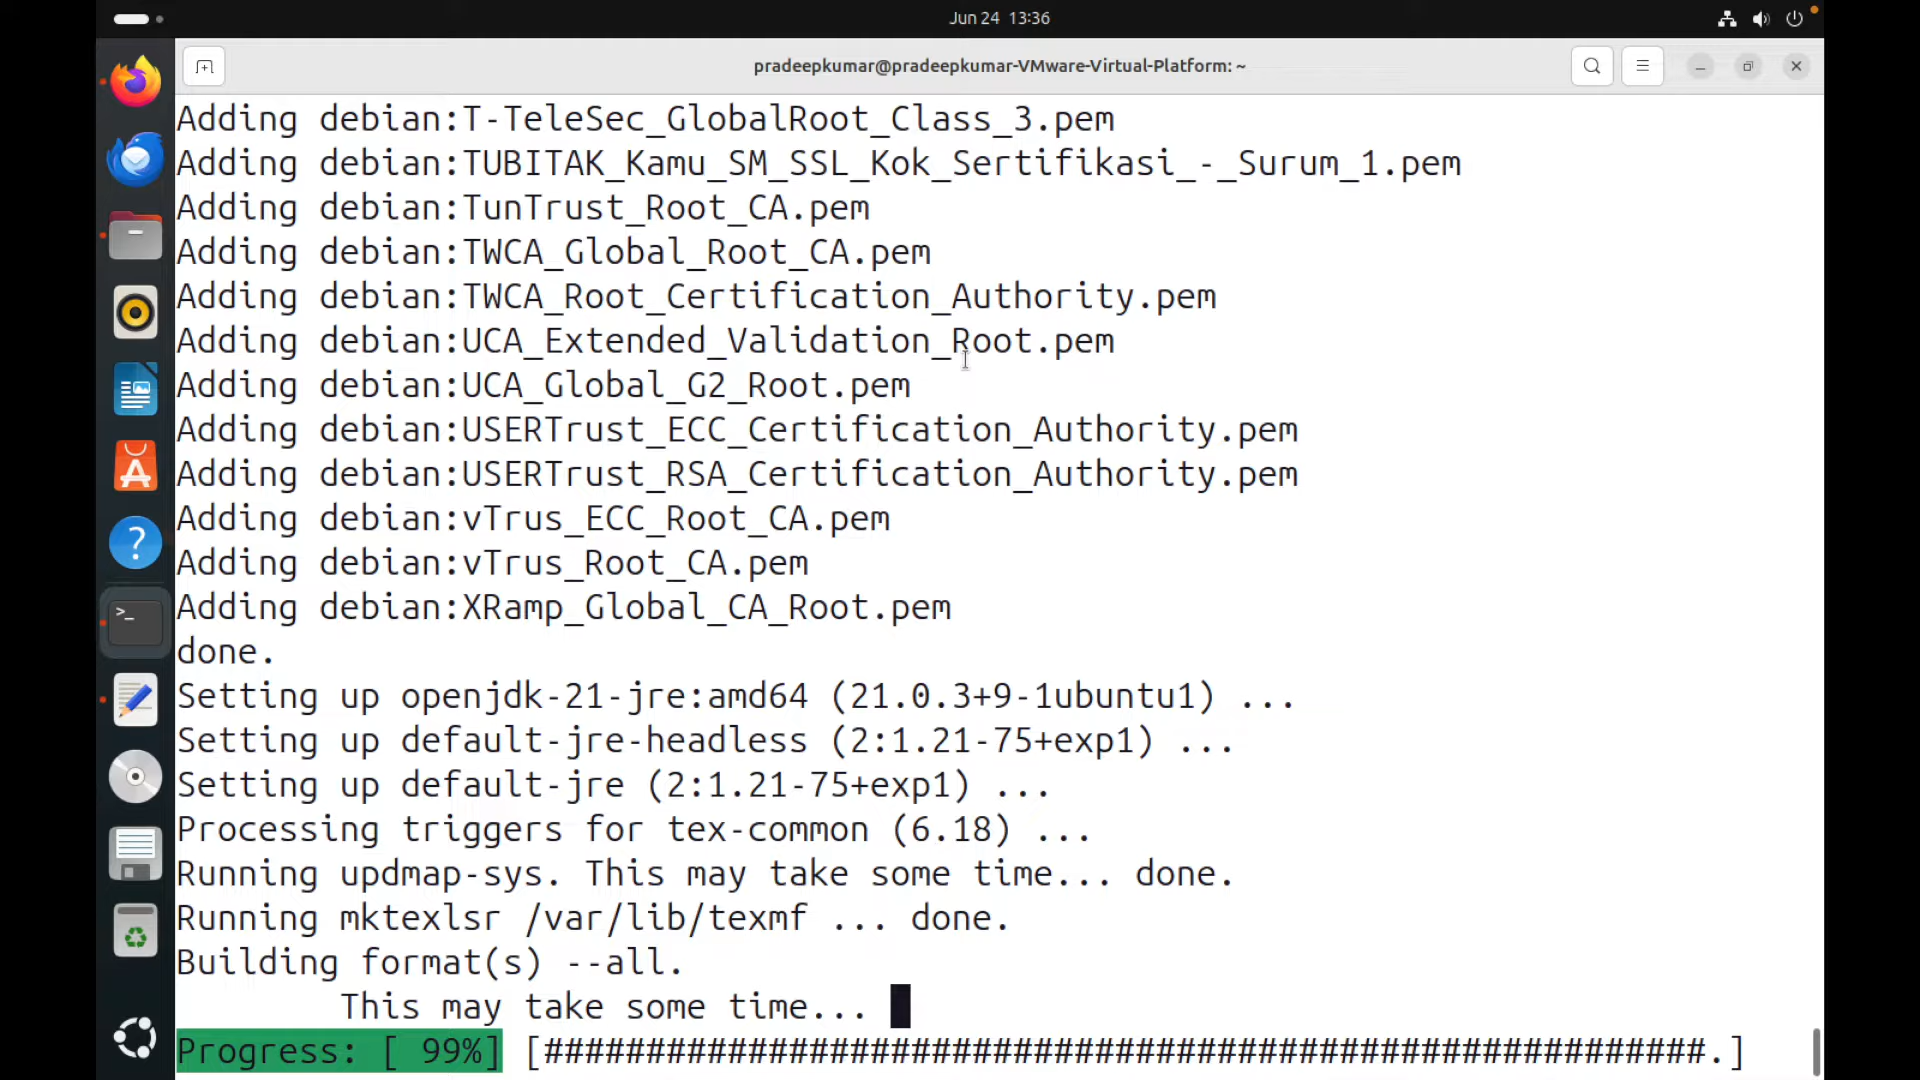 Jun 24 13:36
pradeepkumar@pradeepkumar-VMware-Virtual-Platform: ~
Adding debian:T-TeleSec_GlobalRoot_Class_3.pem
Adding debian:TUBITAK_Kamu_SM_SSL_Kok_Sertifikasi_-_Surum_1.pem
Adding debian:TunTrust_Root_CA.pem
Adding debian:TWCA_Global_Root_CA.pem
Adding debian:TWCA_Root_Certification_Authority.pem
Adding debian:UCA_Extended_Validation_Root.pem
Adding debian:UCA_Global_G2_Root.pem
Adding debian:USERTrust_ECC_Certification_Authority.pem
Adding debian:USERTrust_RSA_Certification_Authority.pem
Adding debian:vTrus_ECC_Root_CA.pem
Adding debian:vTrus_Root_CA.pem
Adding debian:XRamp_Global_CA_Root.pem
done.
Setting up openjdk-21-jre:amd64 (21.0.3+9-1ubuntu1) ...
Setting up default-jre-headless (2:1.21-75+exp1) ...
Setting up default-jre (2:1.21-75+exp1) ...
Processing triggers for tex-common (6.18) ...
Running updmap-sys. This may take some time... done.
Running mktexlsr /var/lib/texmf ... done.
Building format(s) --all.
This may take some time...
Progress: [ 99%] [#########################################################.]